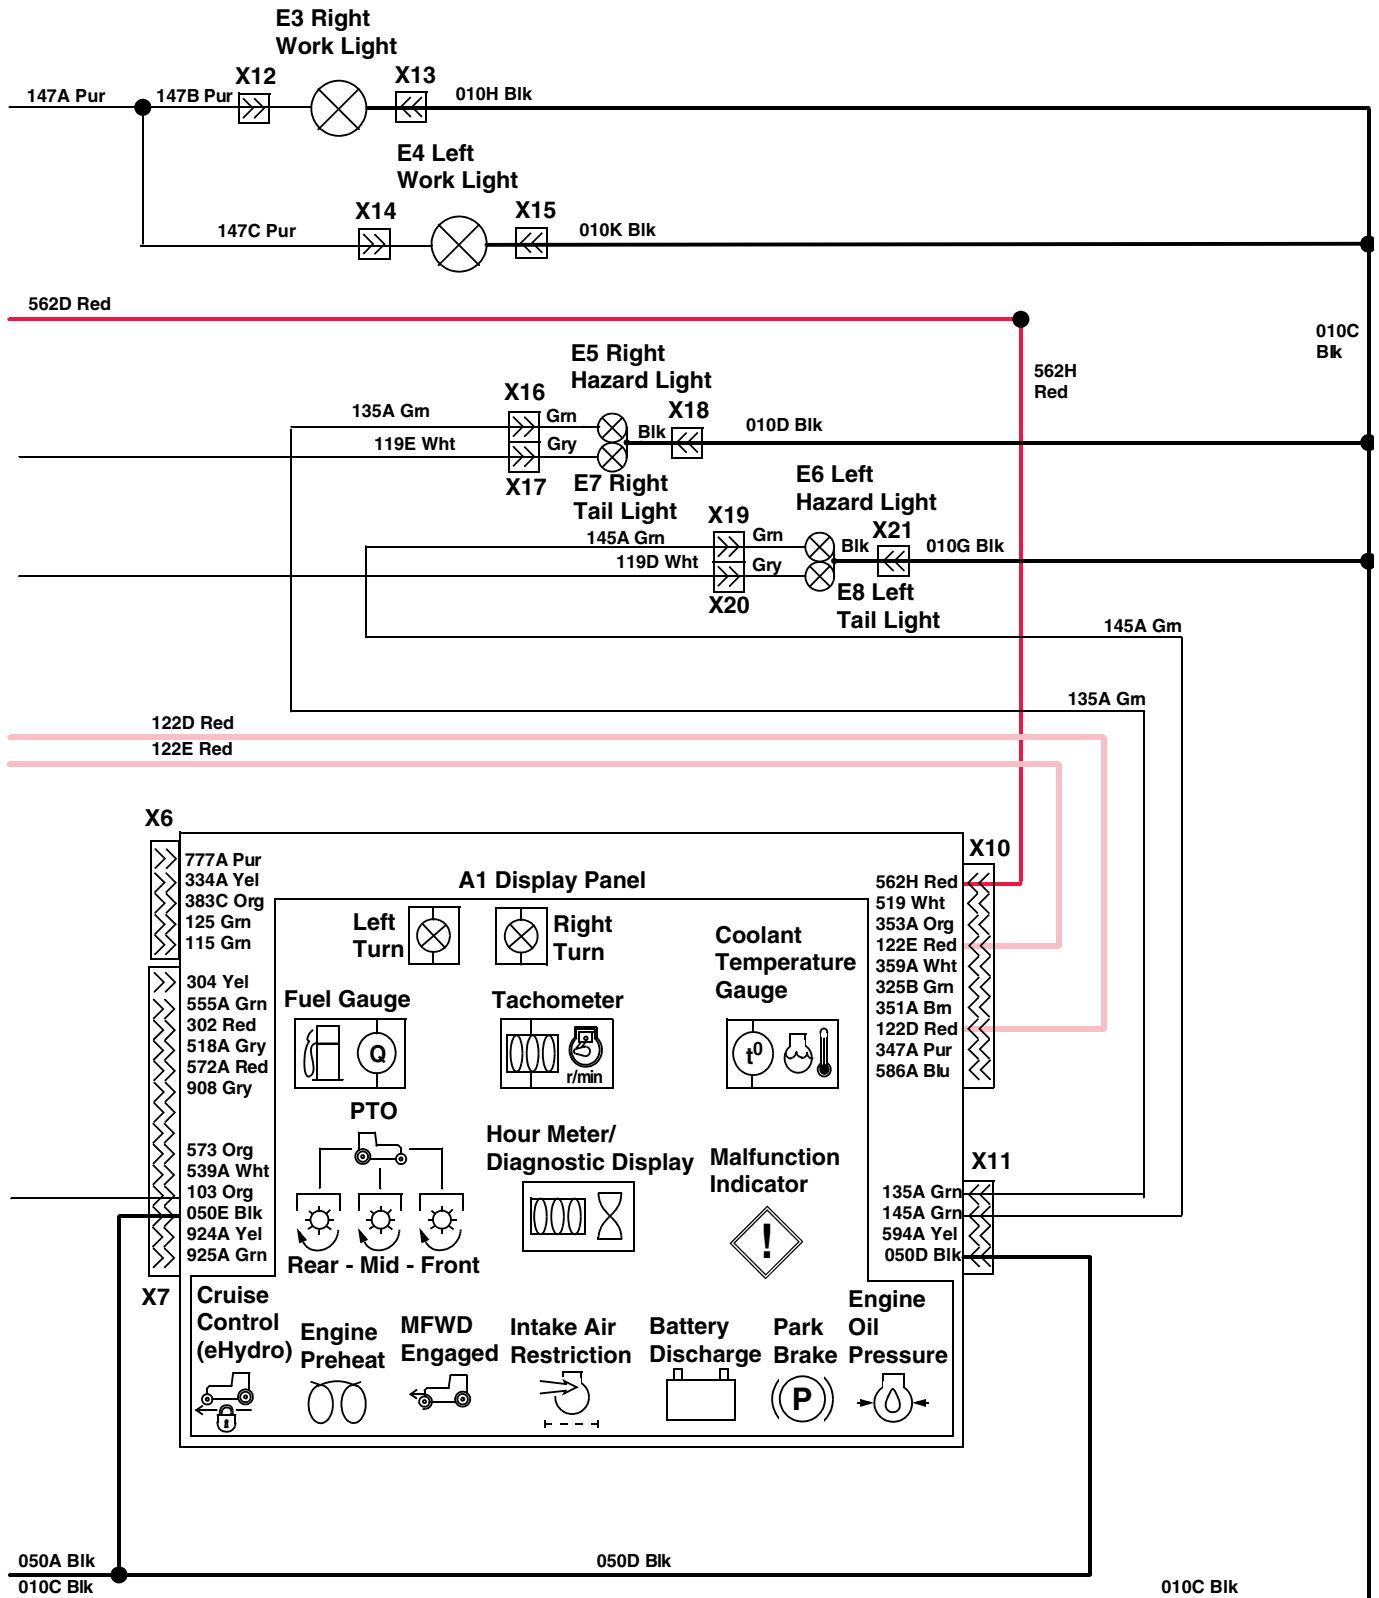 E3 Right
Work Light
X12
X13
147A Pur
147B Pur
010H Blk
E4 Left
Work Light
X14
X15
147C Pur
010K Blk
562D Red
010C
Blk
E5 Right
Hazard Light
562H
Red
X16
135A Grn
Grn
X18
Blk
010D Blk
119E Wht
Gry
X17
E7 Right
Tail Light
E6 Left
Hazard Light
X19
X21
145A Grn
Grn
Blk
010G Blk
119D Wht
Gry
X20
E8 Left
Tail Light
145A Grn
135A Grn
122D Red
122E Red
X6
777A Pur
334A Yel
383C Org
125 Grn
115 Grn
304 Yel
555A Grn
302 Red
518A Gry
572A Red
908 Gry
573 Org
539A Wht
103 Org
050E Blk
924A Yel
925A Grn
X7
A1 Display Panel
Left
Turn
Right
Turn
Coolant
Temperature
Gauge
Fuel Gauge
Tachometer
Q
r/min
t0
PTO
Hour Meter/
Diagnostic Display
Malfunction
Indicator
!
Rear - Mid - Front
X10
562H Red
519 Wht
353A Org
122E Red
359A Wht
325B Grn
351A Brn
122D Red
347A Pur
586A Blu
X11
135A Grn
145A Grn
594A Yel
050D Blk
Cruise
Control
(eHydro)
Engine
Preheat
MFWD
Engaged
Intake Air
Restriction
Battery
Discharge
Park
Brake
Engine
Oil
Pressure
P
050A Blk
050D Blk
010C Blk
010C Blk